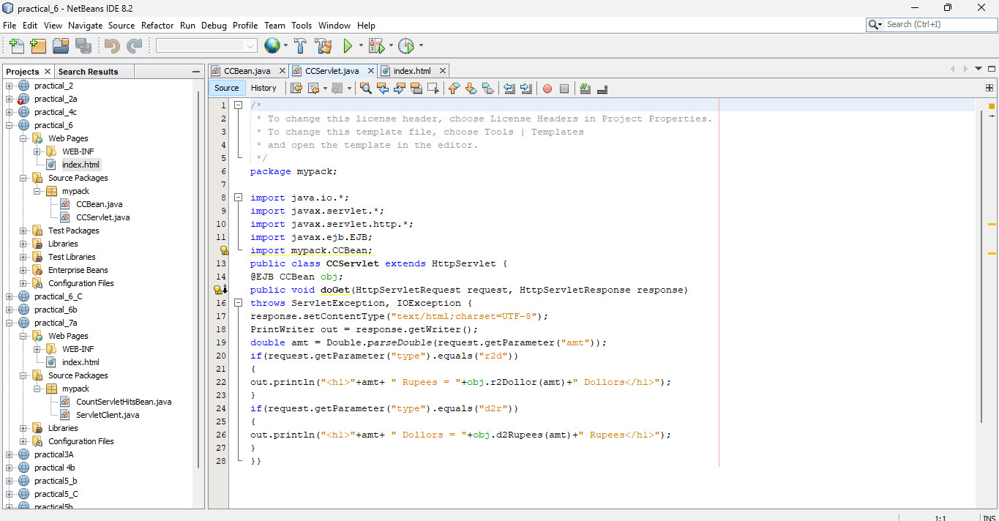 practical_6 - NetBeans IDE 8.2
File Edit View Navigate Source Refactor Run Debug Profile Team Tools Window Help
Search (Ctrl+I)
Projects
Search Results
practical_2
practical_2a
practical_4c
practical_6
Web Pages
WEB-INF
index.html
Source Packages
mypack
CCBean.java
CCServlet.java
Test Packages
Libraries
Test Libraries
Enterprise Beans
Configuration Files
practical_6_C
practical_6b
practical_7a
Web Pages
WEB-INF
index.html
Source Packages
mypack
CountServletHitsBean.java
ServletClient.java
Libraries
Configuration Files
practical3A
practical 4b
practical5_b
practical5_C
practical5b
CCBean.java CCServlet.java index.html
Source History
1 /*
2 * To change this license header, choose License Headers in Project Properties.
3 * To change this template file, choose Tools | Templates
4 * and open the template in the editor.
5 */
6 package mypack;
7
8 import java.io.*;
9 import javax.servlet.*;
10 import javax.servlet.http.*;
11 import javax.ejb.EJB;
import mypack.CCBean;
13 public class CCServlet extends HttpServlet {
14 @EJB CCBean obj;
public void doGet(HttpServletRequest request, HttpServletResponse response)
16 throws ServletException, IOException {
17 response.setContentType("text/html;charset=UTF-8");
18 PrintWriter out = response.getWriter();
19 double amt = Double.parseDouble(request.getParameter("amt"));
20 if(request.getParameter("type").equals("r2d"))
21 {
22 out.println("<h1>"+amt+ " Rupees = "+obj.r2Dollor(amt)+" Dollors</h1>");
23 }
24 if(request.getParameter("type").equals("d2r"))
25 {
26 out.println("<h1>"+amt+ " Dollors = "+obj.d2Rupees(amt)+" Rupees</h1>");
27 }
28 }}
1:1 INS